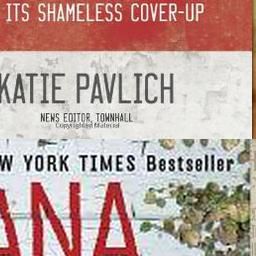 ITS SHAMELESS COVER-UP
KATIE PAVLICH
NEWS EDITOR, TOWNHALL
Copyrighted Material
W YORK TIMES Bestseller
ANA